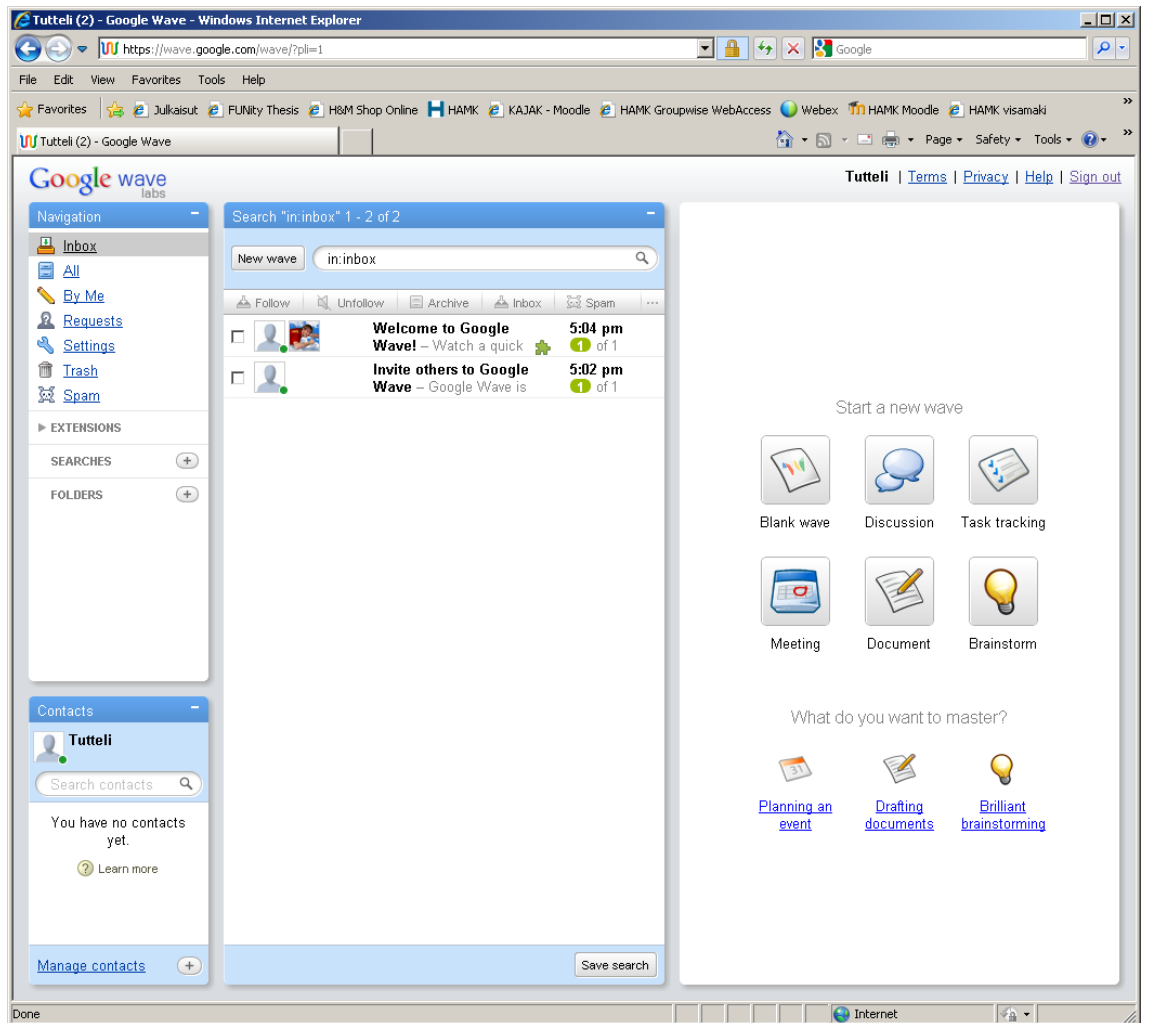 Tutteli (2) - Google Wave - Windows Internet Explorer
https://wave.google.com/wave/?pli=1
Google
File Edit View Favorites Tools Help
Favorites Julkaisut FUNity Thesis H&M Shop Online HAMK KAJAK - Moodle HAMK Groupwise WebAccess Webex HAMK Moodle HAMK visamaki »
Tutteli (2) - Google Wave
Page Safety Tools »
Google wave
labs
Tutteli | Terms | Privacy | Help | Sign out
Navigation
Inbox
All
By Me
Requests
Settings
Trash
Spam
EXTENSIONS
SEARCHES
FOLDERS
Contacts
Tutteli
Search contacts
You have no contacts
yet.
Learn more
Manage contacts
Search "in:inbox" 1 - 2 of 2
New wave in:inbox
Follow Unfollow Archive Inbox Spam ...
Welcome to Google 5:04 pm
Wave! – Watch a quick 1 of 1
Invite others to Google 5:02 pm
Wave – Google Wave is 1 of 1
Save search
Start a new wave
Blank wave Discussion Task tracking
Meeting Document Brainstorm
What do you want to master?
31
Planning an Drafting Brilliant
event documents brainstorming
Done Internet